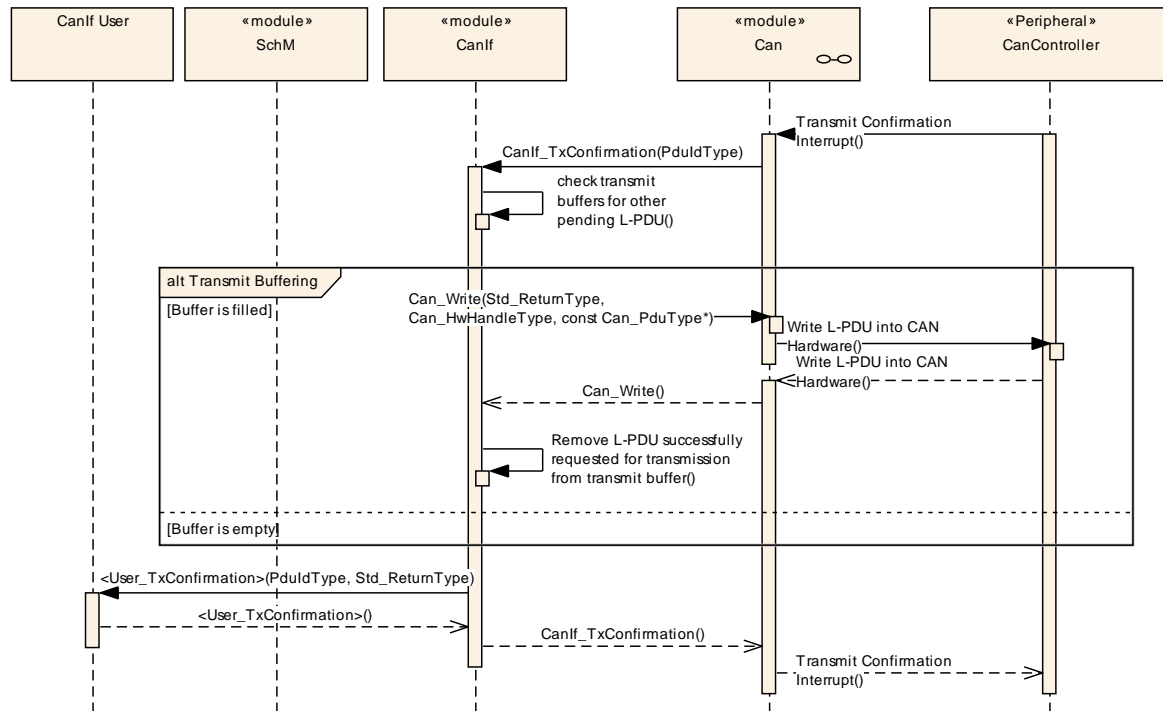 CanIf User
«module»
SchM
«module»
CanIf
«module»
Can
«Peripheral»
CanController
Transmit Confirmation
Interrupt()
CanIf_TxConfirmation(PduIdType)
check transmit
buffers for other
pending L-PDU()
alt Transmit Buffering
[Buffer is filled]
Can_Write(Std_ReturnType,
Can_HwHandleType, const Can_PduType*)
Write L-PDU into CAN
Hardware()
Write L-PDU into CAN
Hardware()
Can_Write()
Remove L-PDU successfully
requested for transmission
from transmit buffer()
[Buffer is empty]
<User_TxConfirmation>(PduIdType, Std_ReturnType)
<User_TxConfirmation>()
CanIf_TxConfirmation()
Transmit Confirmation
Interrupt()